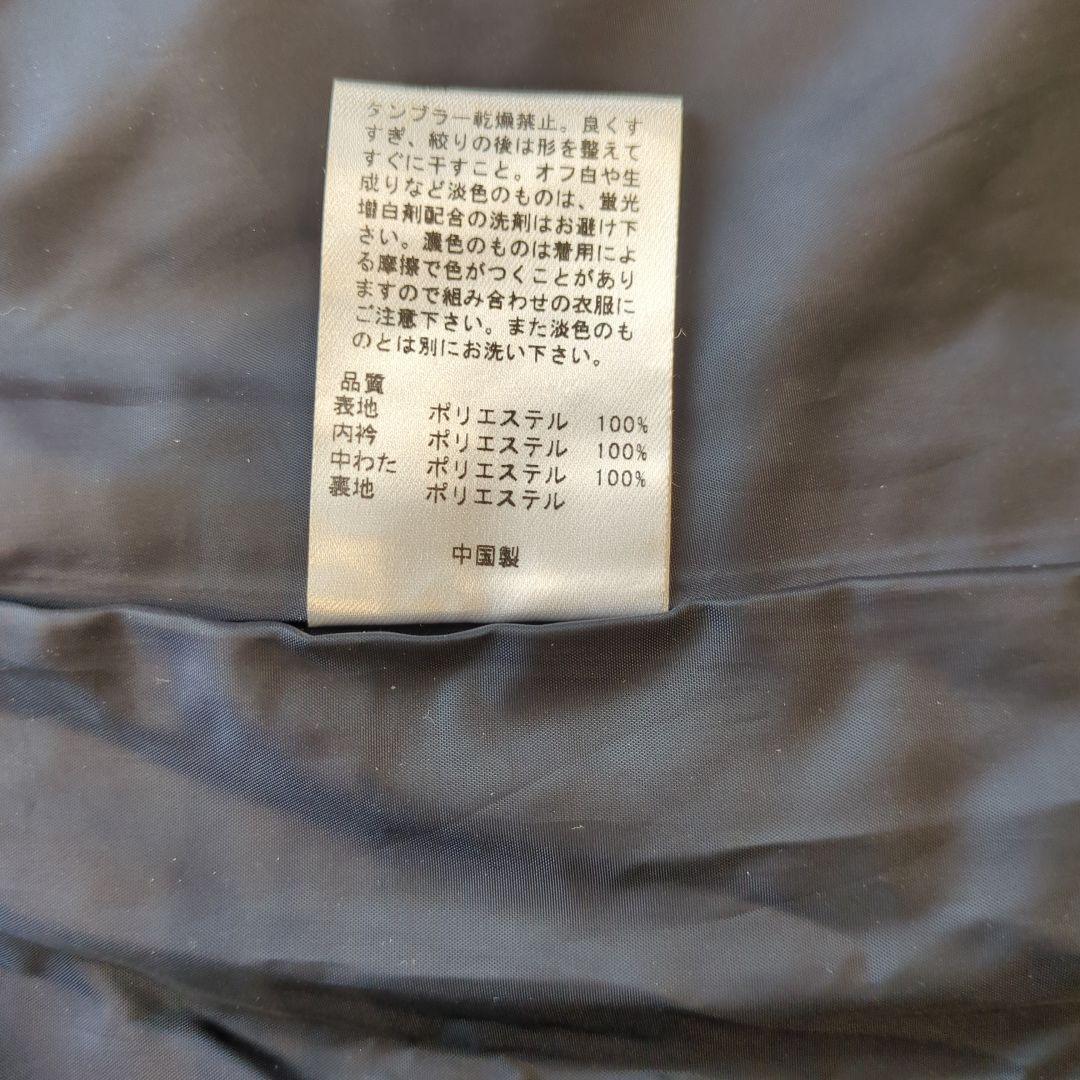 タンブラー乾燥禁止。良くす
すぎ、絞りの後は形を整えて
すぐに干すこと。オフ白や生
成りなど淡色のものは、蛍光
増白剤配合の洗剤はお避け下
さい。濃色のものは着用によ
る摩擦で色がつくことがあり
ますので組み合わせの衣服に
ご注意下さい。また淡色のも
のとは別にお洗い下さい。
品質
表地 ポリエステル 100%
内衿 ポリエステル 100%
中わた ポリエステル 100%
裏地 ポリエステル
中国製